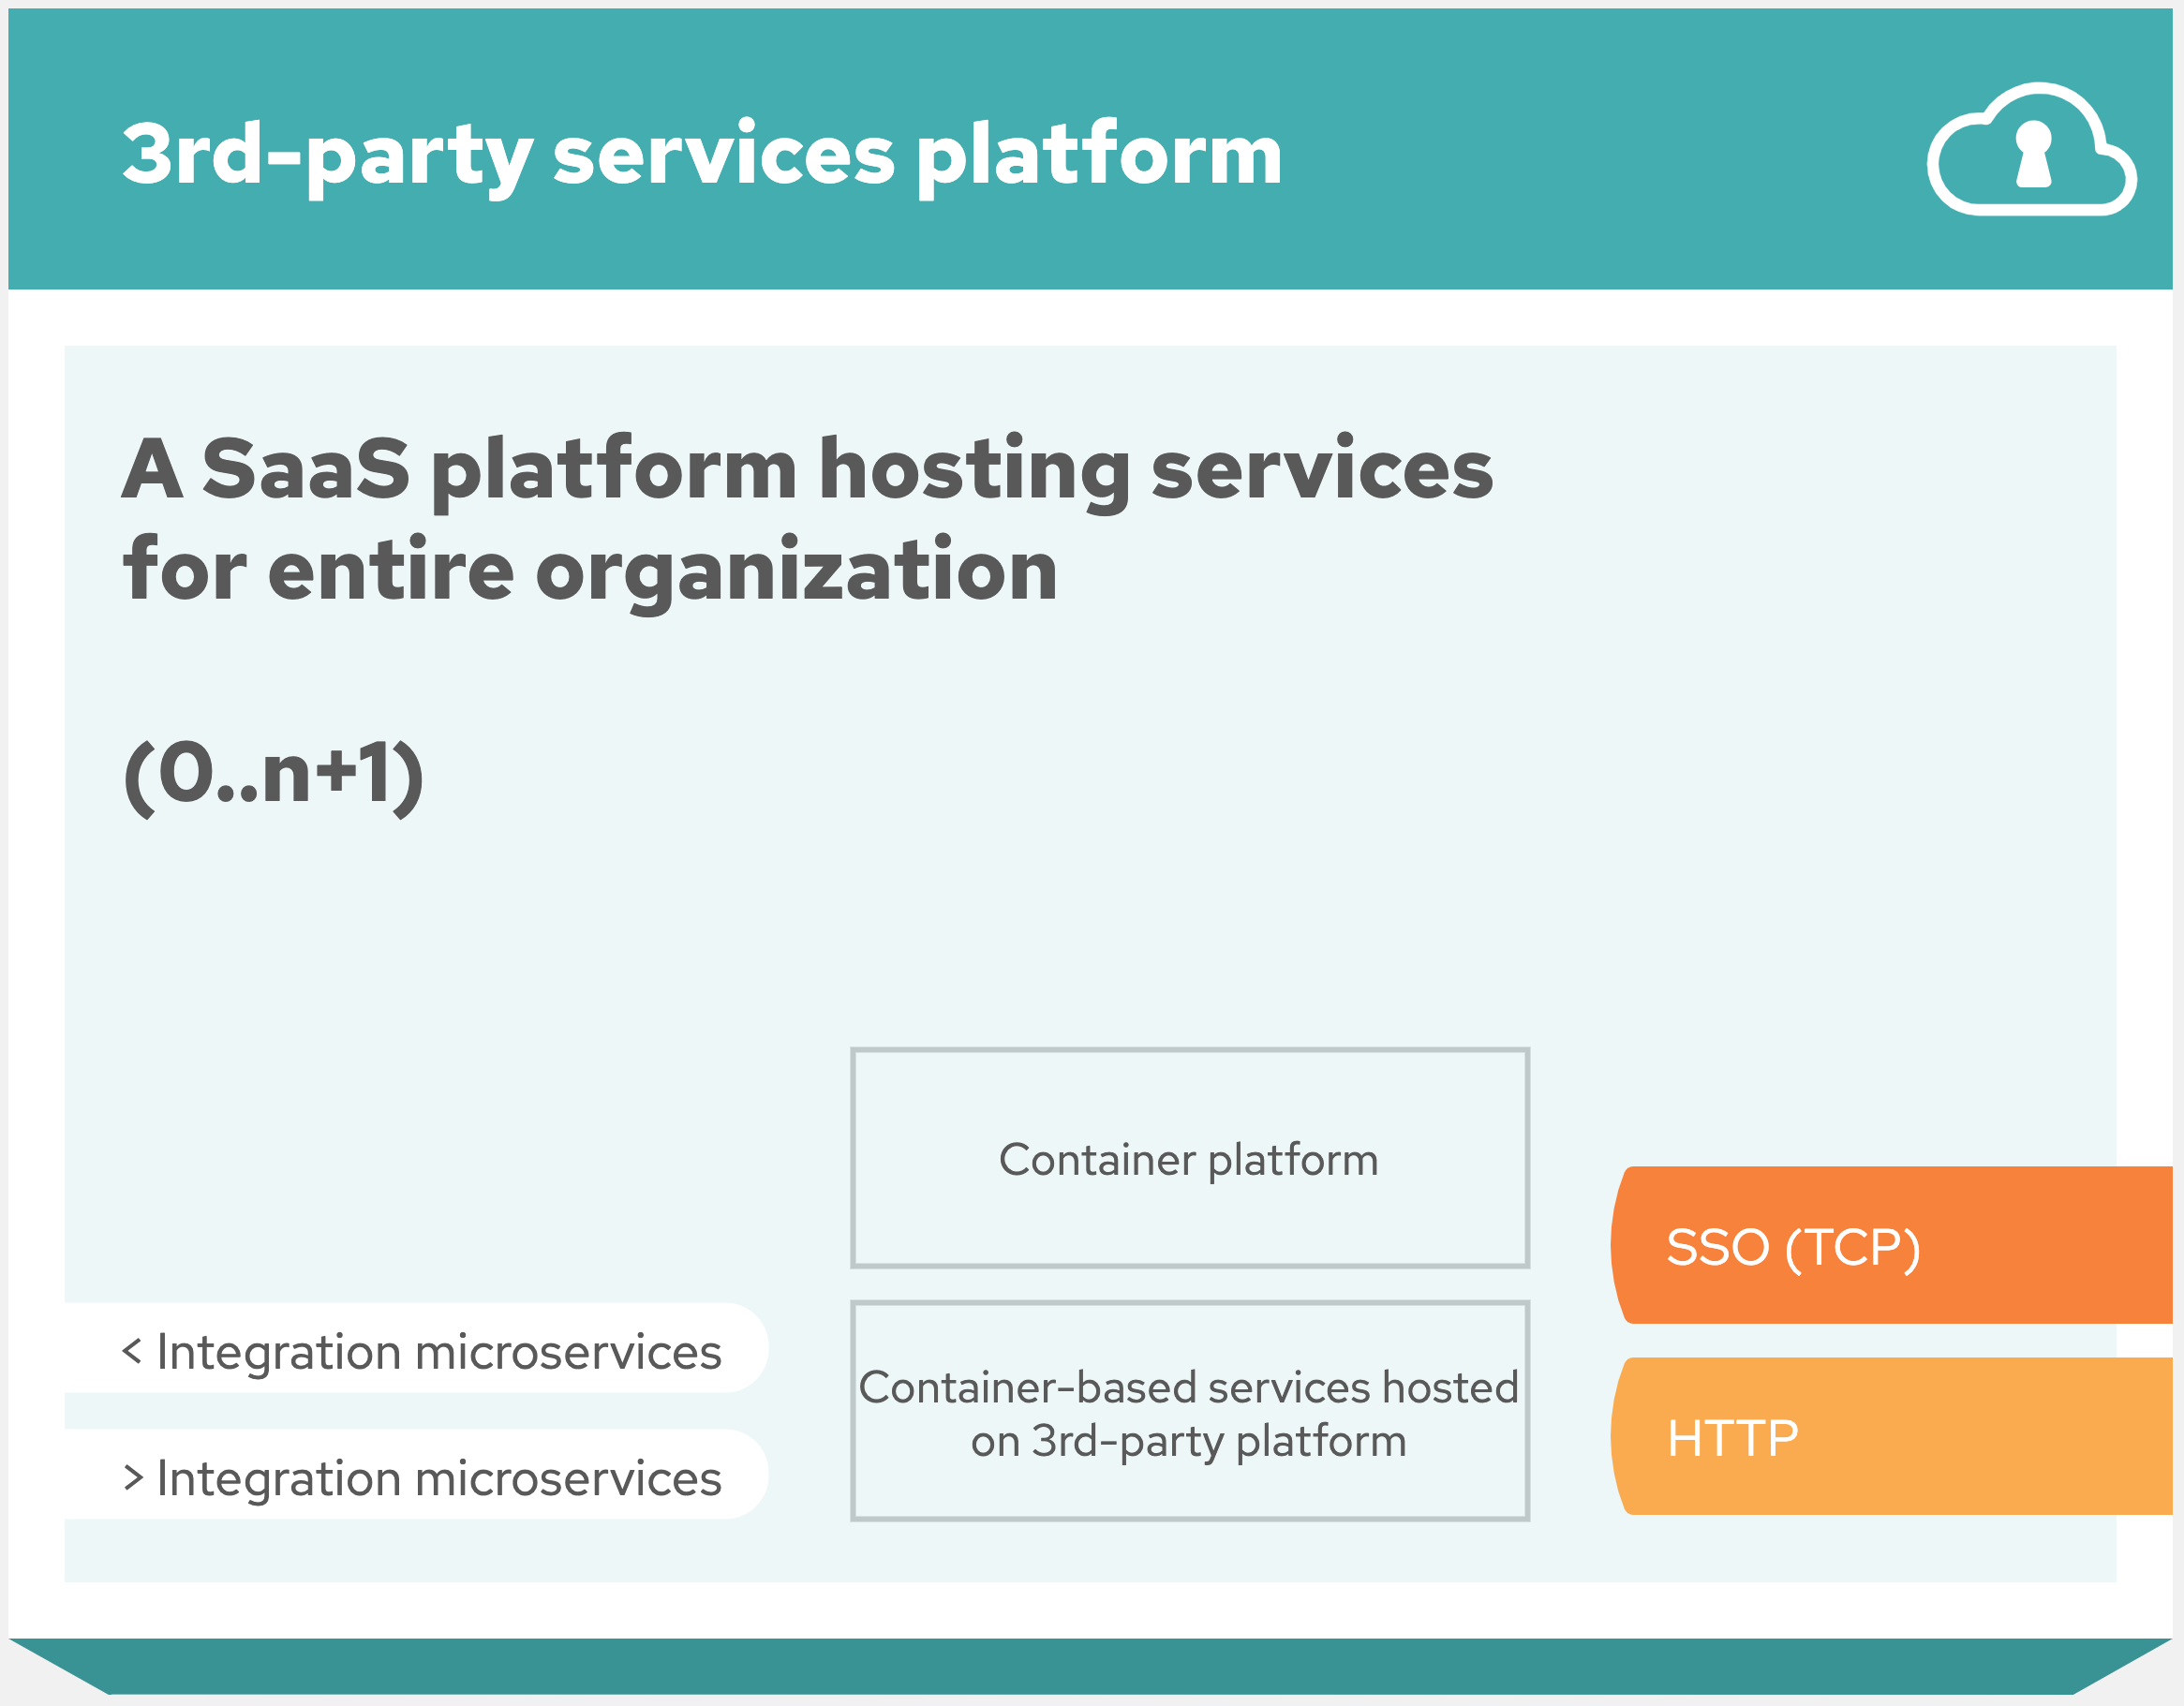 3rd-party services platform
A SaaS platform hosting services
for entire organization
(0..n+1)
Container platform
SSO (TCP)
< Integration microservices
Container-based services hosted
on 3rd-party platform
HTTP
> Integration microservices